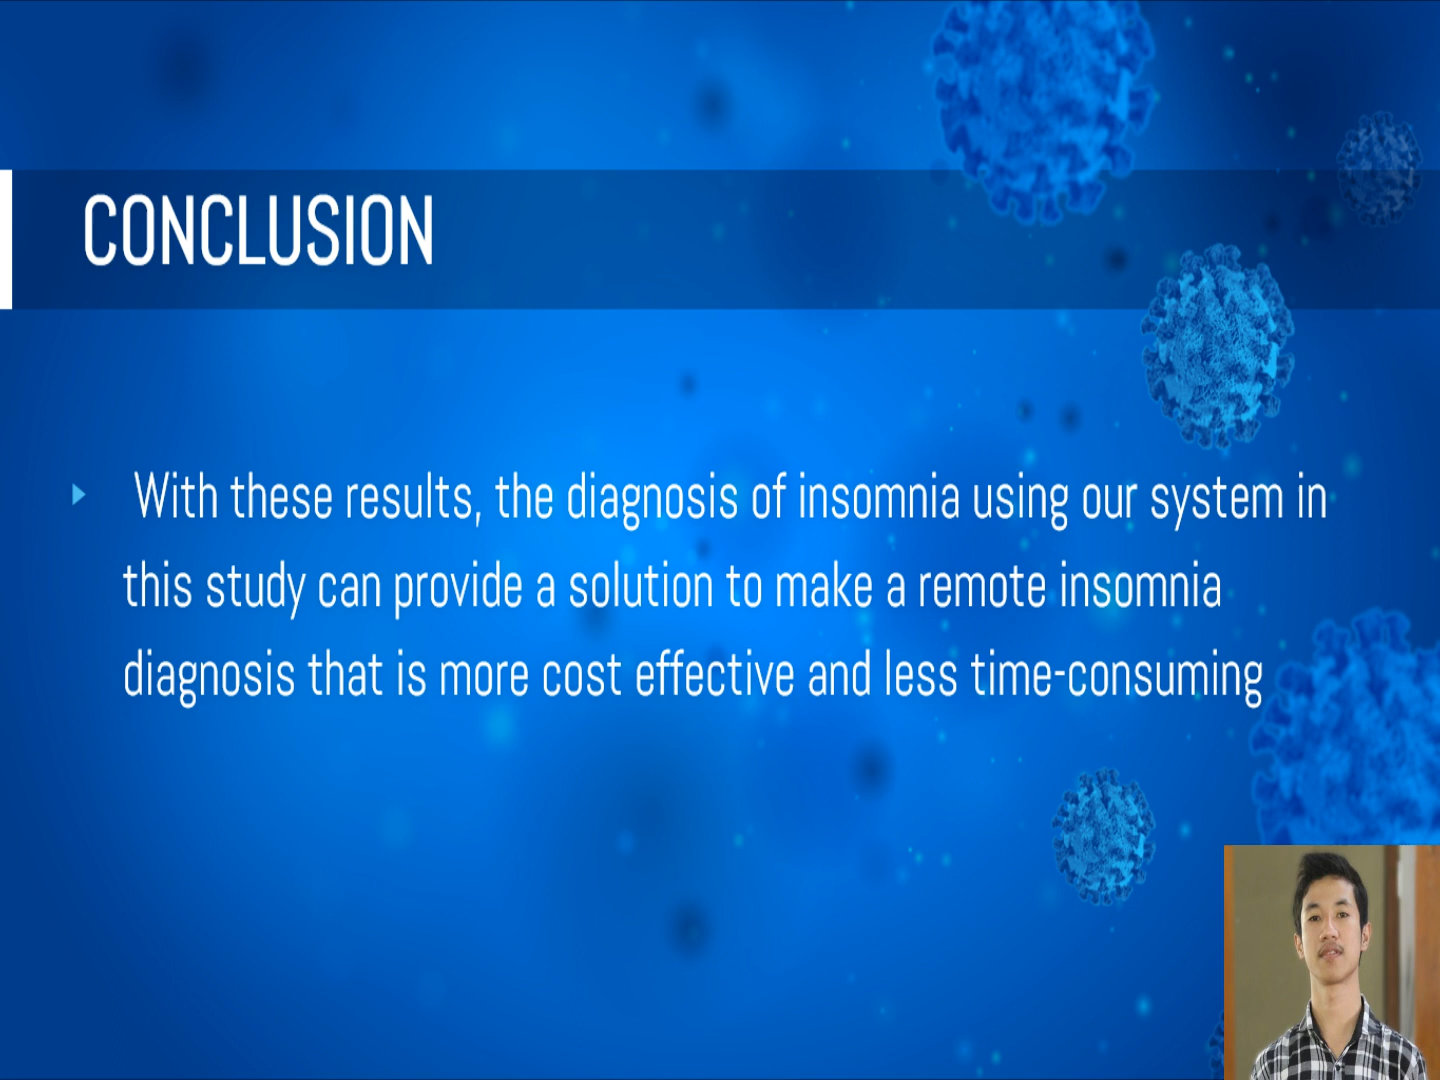 CONCLUSION
With these results, the diagnosis of insomnia using our system in
this study can provide a solution to make a remote insomnia
diagnosis that is more cost effective and less time-consuming